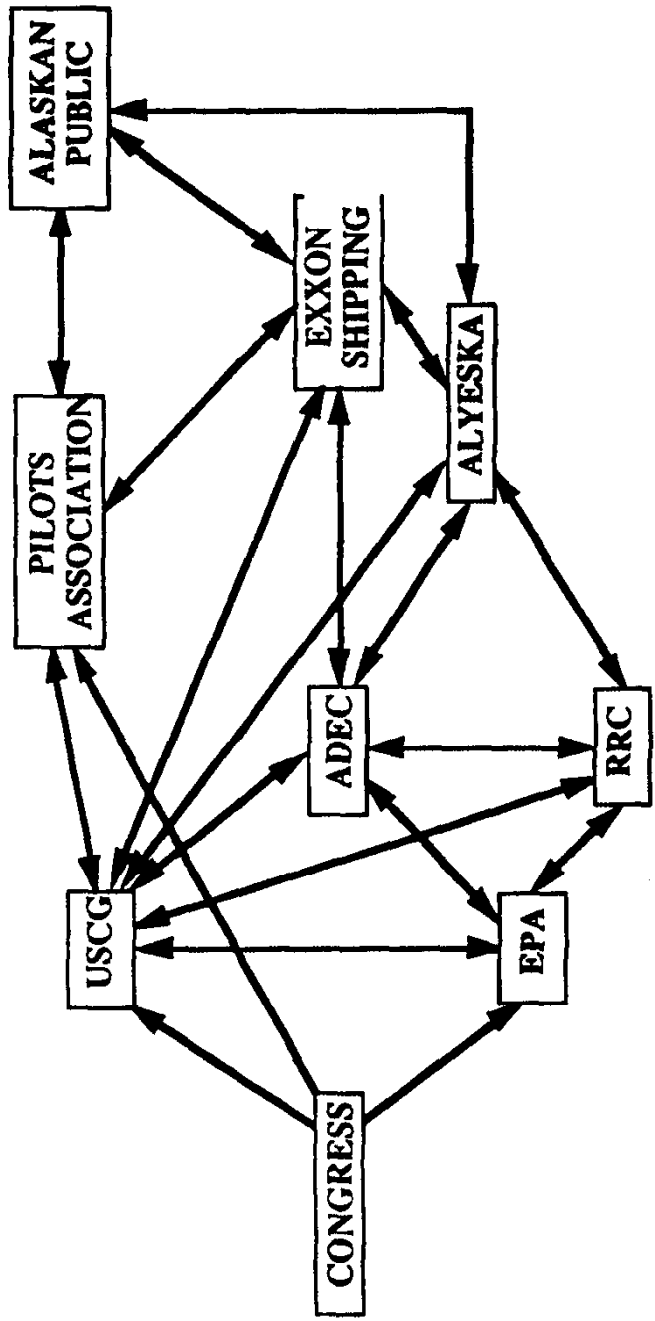 CONGRESS
USCG
EPA
ADEC
RRC
PILOTS
ASSOCIATION
EXXON
SHIPPING
ALYESKA
ALASKAN
PUBLIC